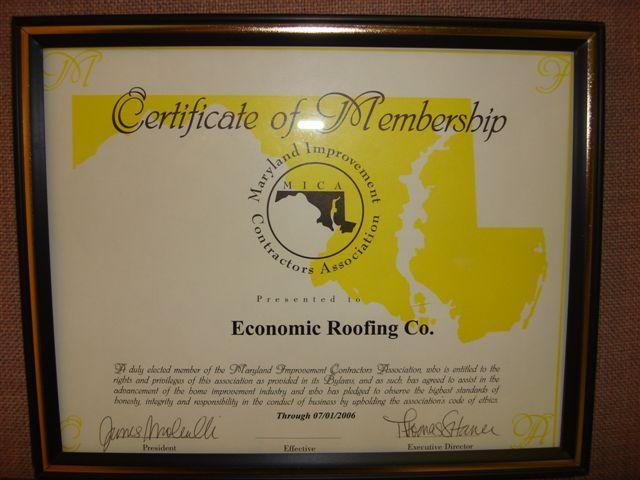 M
Certificate of Membership
Maryland Improvement
MICA
Contractors Association
Presented to
Economic Roofing Co.
A duly elected member of the Maryland Improvement Contractors Association, who is entitled to the
rights and privileges of this association as provided in its Bylaws, and as such, has agreed to assist in the
advancement of the home improvement industry and who has pledged to observe the highest standards of
honesty, integrity and responsibility in the conduct of business by upholding the association's code of ethics.
Through 07/01/2006
President
Effective
Executive Director